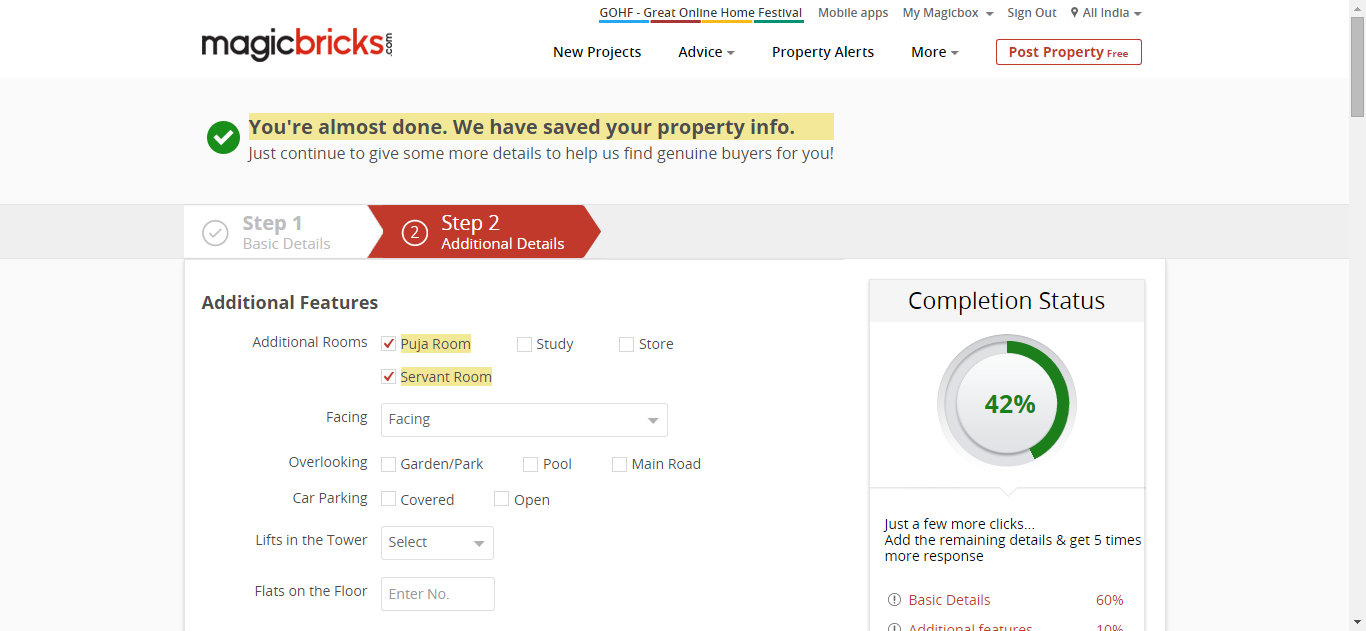 GOHF - Great Online Home Festival Mobile apps My Magicbox Sign Out All India
magicbricks.com
New Projects Advice Property Alerts More Post Property Free
You're almost done. We have saved your property info.
Just continue to give some more details to help us find genuine buyers for you!
Step 1
Basic Details
2
Step 2
Additional Details
Additional Features
Additional Rooms Puja Room Study Store
Servant Room
Facing Facing
Overlooking Garden/Park Pool Main Road
Car Parking Covered Open
Lifts in the Tower Select
Flats on the Floor Enter No.
Completion Status
42%
Just a few more clicks...
Add the remaining details & get 5 times
more response
Basic Details 60%
Additional features 10%